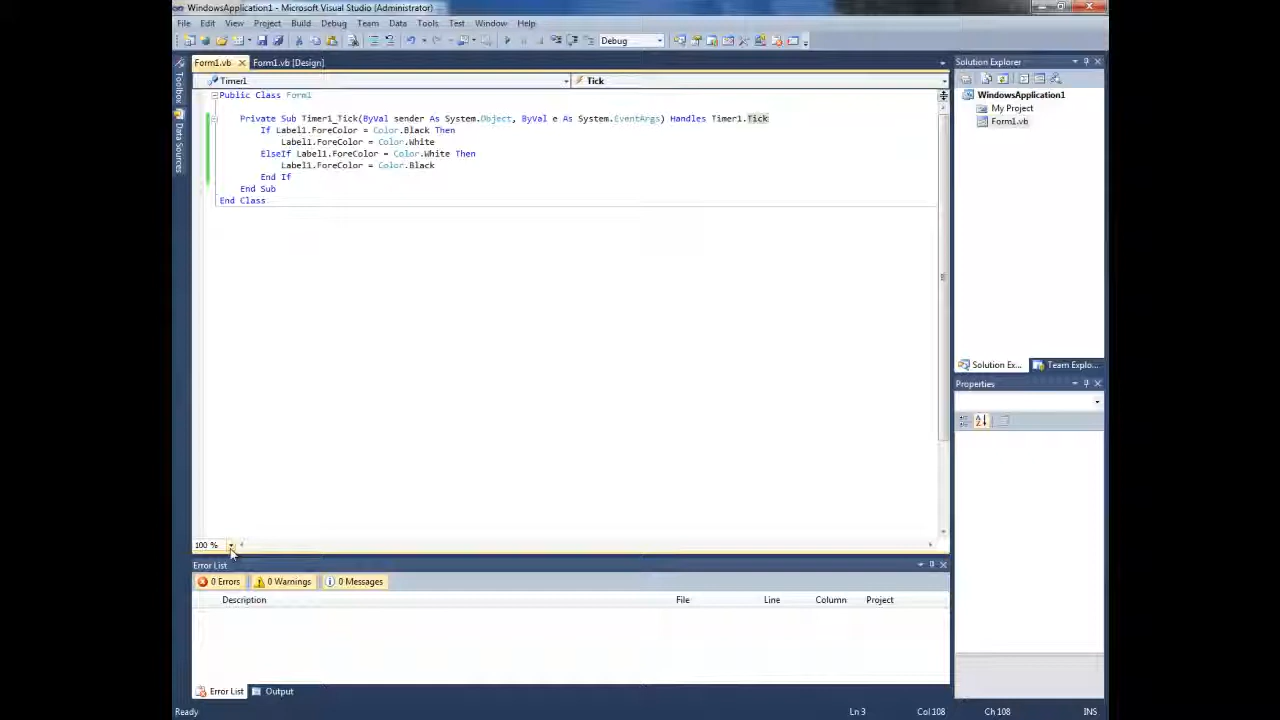 WindowsApplication1 - Microsoft Visual Studio (Administrator)
File Edit View Project Build Debug Team Data Tools Test Window Help
Debug
Form1.vb Form1.vb [Design]
Timer1 Tick
Public Class Form1
Private Sub Timer1_Tick(ByVal sender As System.Object, ByVal e As System.EventArgs) Handles Timer1.Tick
If Label1.ForeColor = Color.Black Then
Label1.ForeColor = Color.White
ElseIf Label1.ForeColor = Color.White Then
Label1.ForeColor = Color.Black
End If
End Sub
End Class
Toolbox
Data Sources
Solution Explorer
WindowsApplication1
My Project
Form1.vb
Solution Ex... Team Explo...
Properties
100 %
Error List
0 Errors 0 Warnings 0 Messages
Description File Line Column Project
Error List Output
Ready Ln 3 Col 108 Ch 108 INS